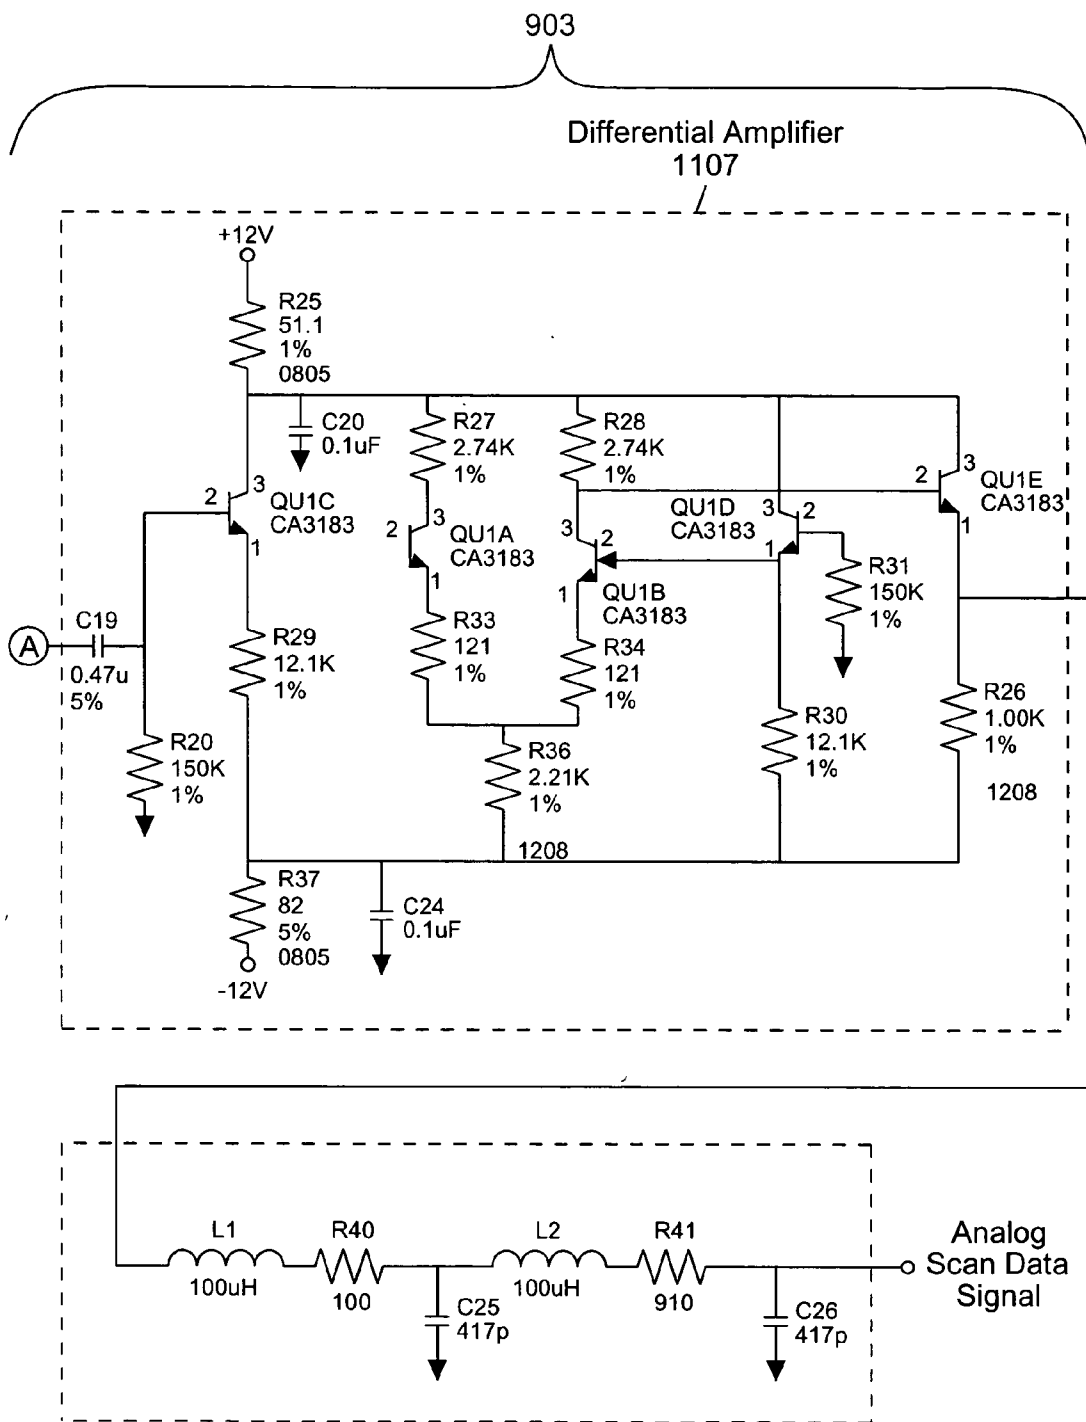 903
Differential Amplifier
1107
+12V
R25
51.1
1%
0805
C20
0.1uF
R27
2.74K
1%
R28
2.74K
1%
2
3
QU1C
CA3183
1
2
3
QU1A
CA3183
1
3
2
QU1B
CA3183
1
QU1D
CA3183
3
2
1
2
3
QU1E
CA3183
1
R31
150K
1%
A
C19
0.47u
5%
R29
12.1K
1%
R33
121
1%
R34
121
1%
R20
150K
1%
R36
2.21K
1%
1208
R30
12.1K
1%
R26
1.00K
1%
1208
R37
82
5%
0805
-12V
C24
0.1uF
L1
100uH
R40
100
C25
417p
L2
100uH
R41
910
C26
417p
Analog
Scan Data
Signal